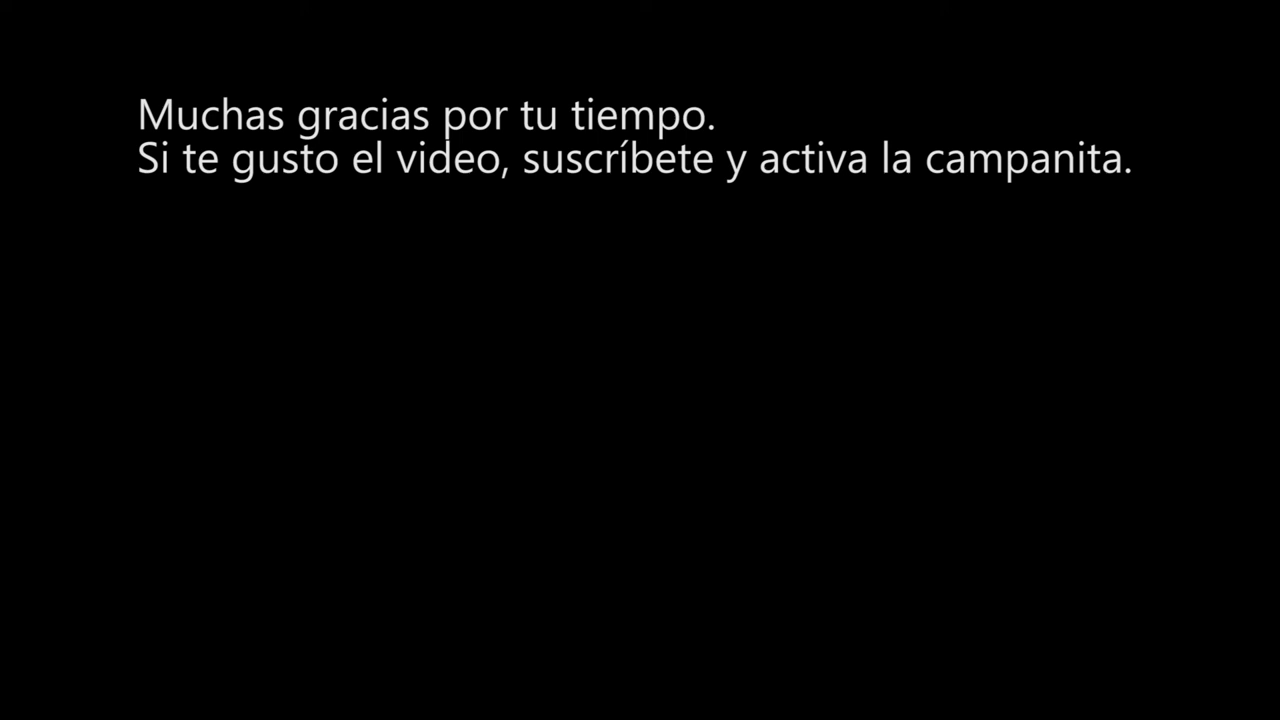 Muchas gracias por tu tiempo.
Si te gusto el video, suscríbete y activa la campanita.